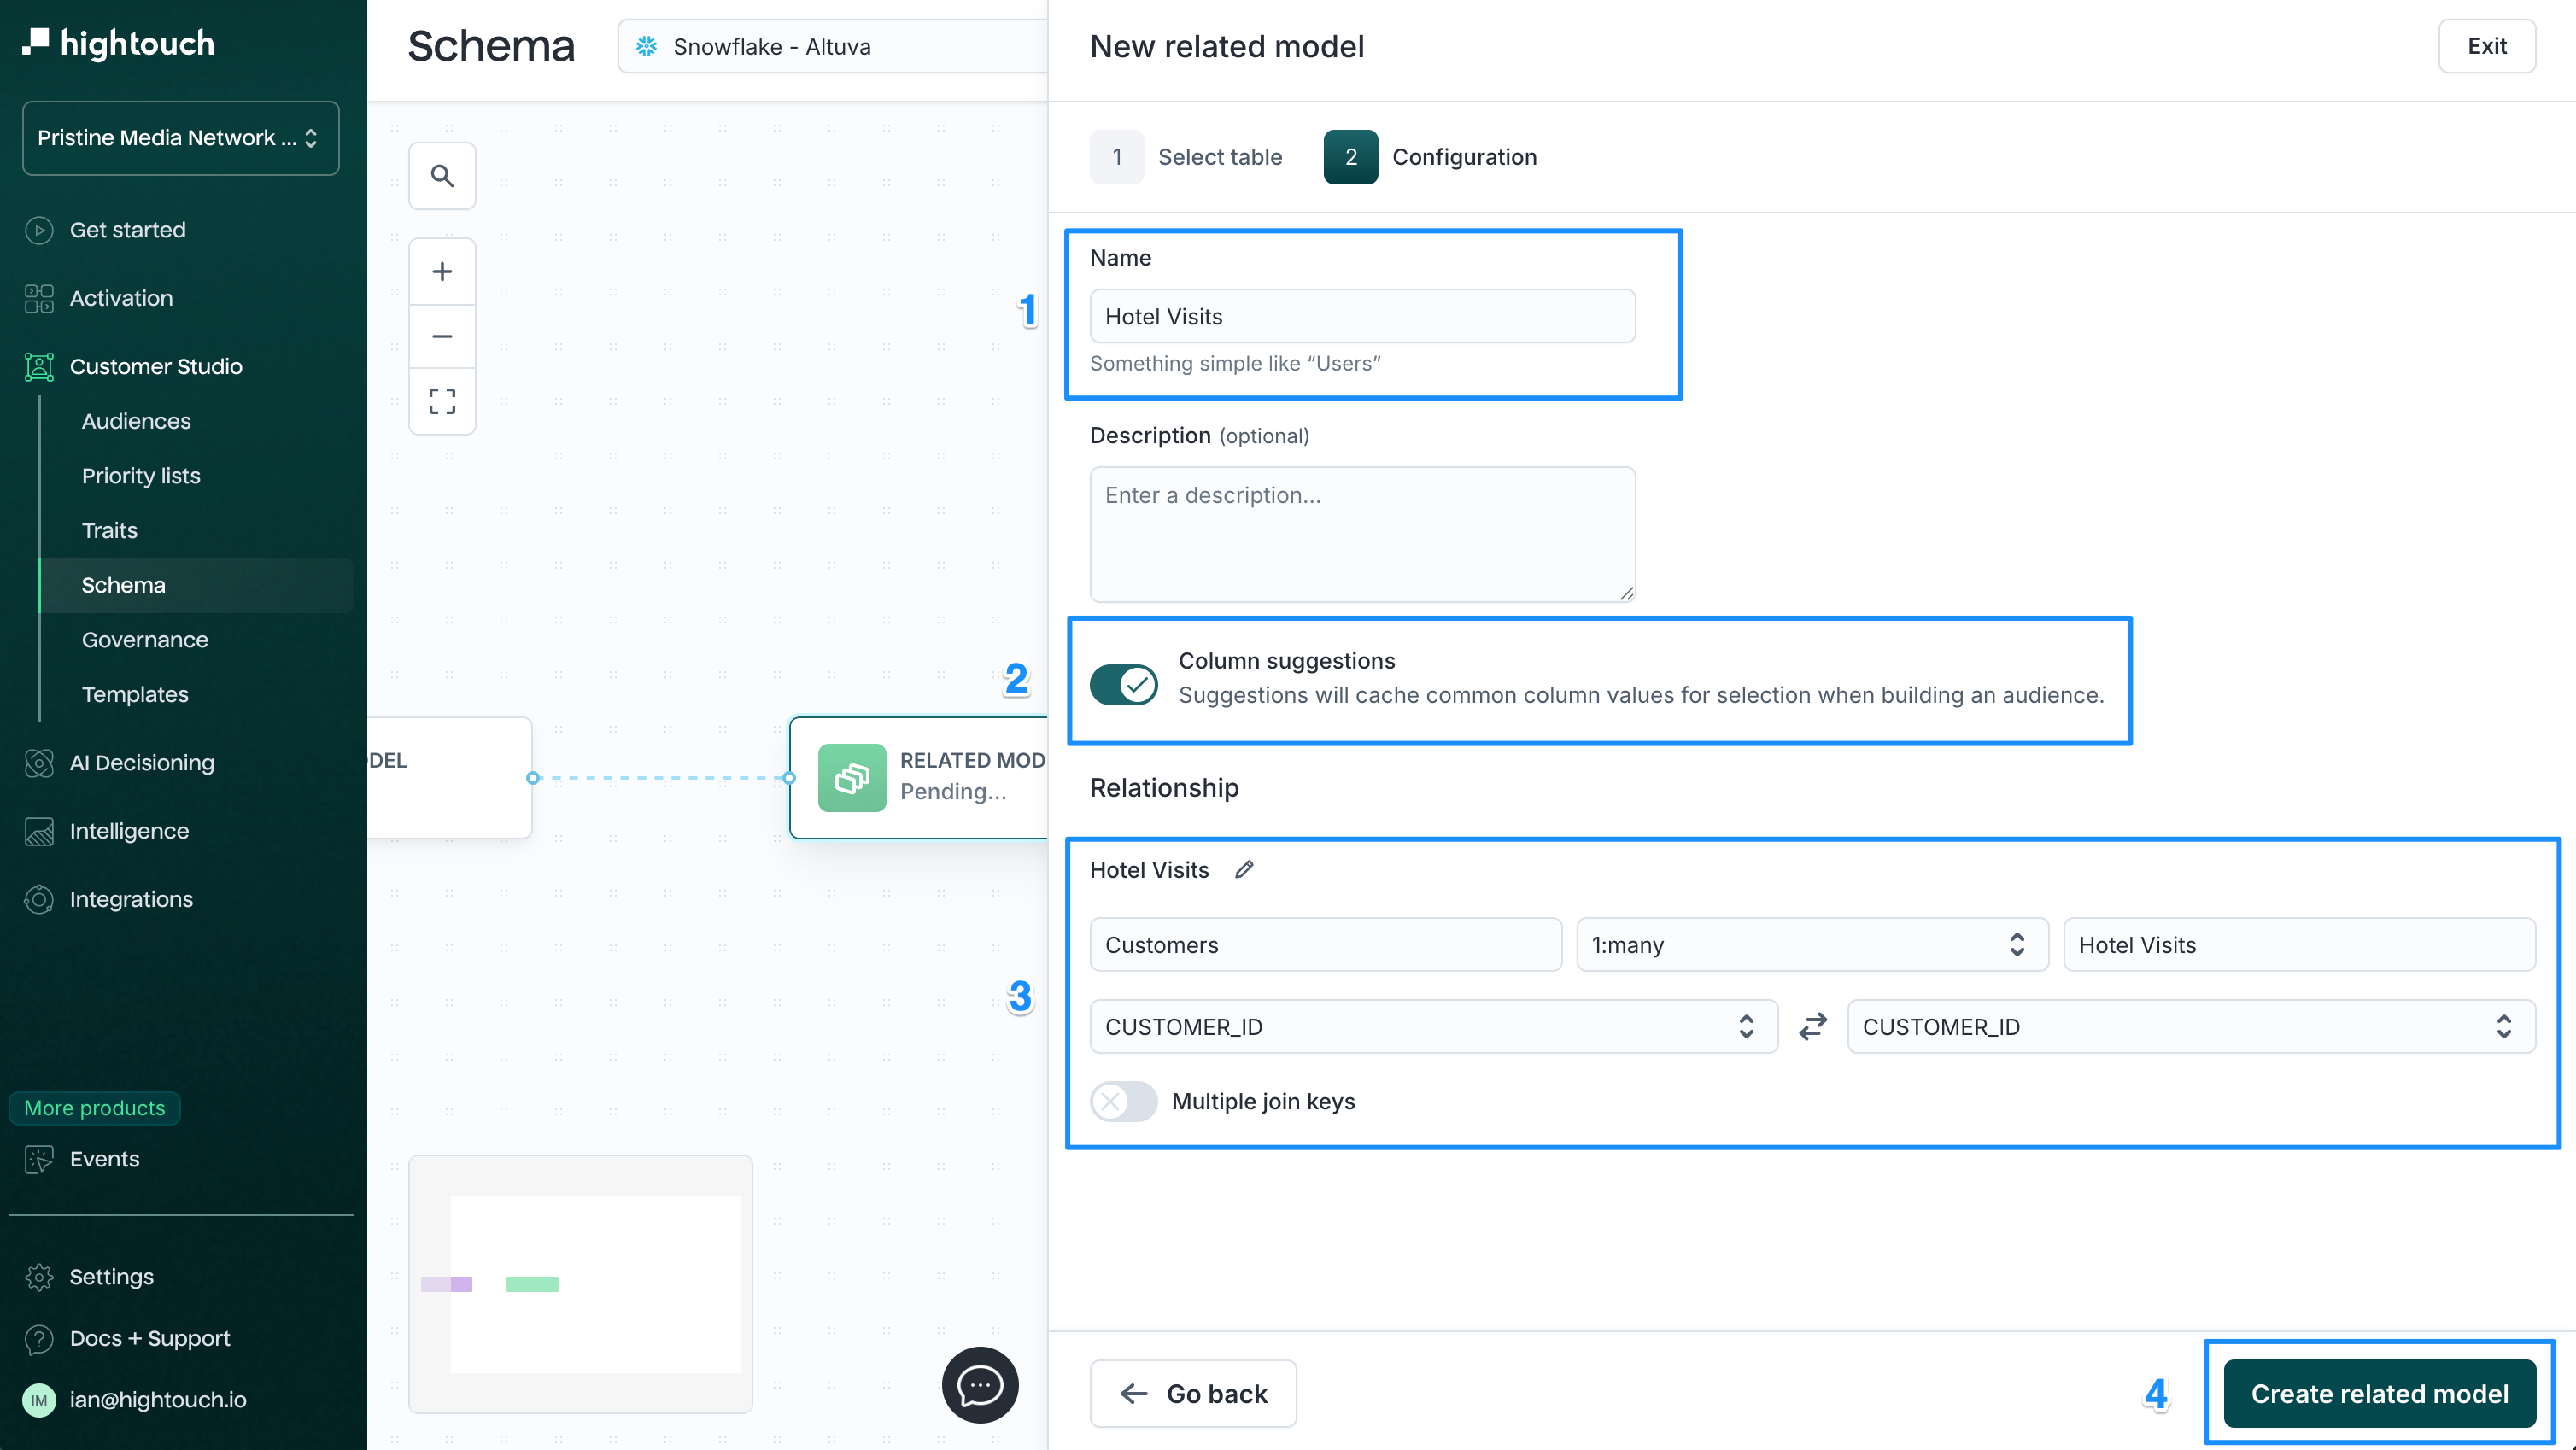 hightouch
Pristine Media Network ...
Get started
Activation
Customer Studio
Audiences
Priority lists
Traits
Schema
Governance
Templates
AI Decisioning
Intelligence
Integrations
More products
Events
Settings
Docs + Support
IM
ian@hightouch.io
Schema
Snowflake - Altuva
DEL
RELATED MOD
Pending...
New related model
Exit
1
Select table
2
Configuration
1
Name
Hotel Visits
Something simple like “Users”
Description (optional)
Enter a description...
2
Column suggestions
Suggestions will cache common column values for selection when building an audience.
Relationship
3
Hotel Visits
Customers
1:many
Hotel Visits
CUSTOMER_ID
CUSTOMER_ID
Multiple join keys
Go back
4
Create related model